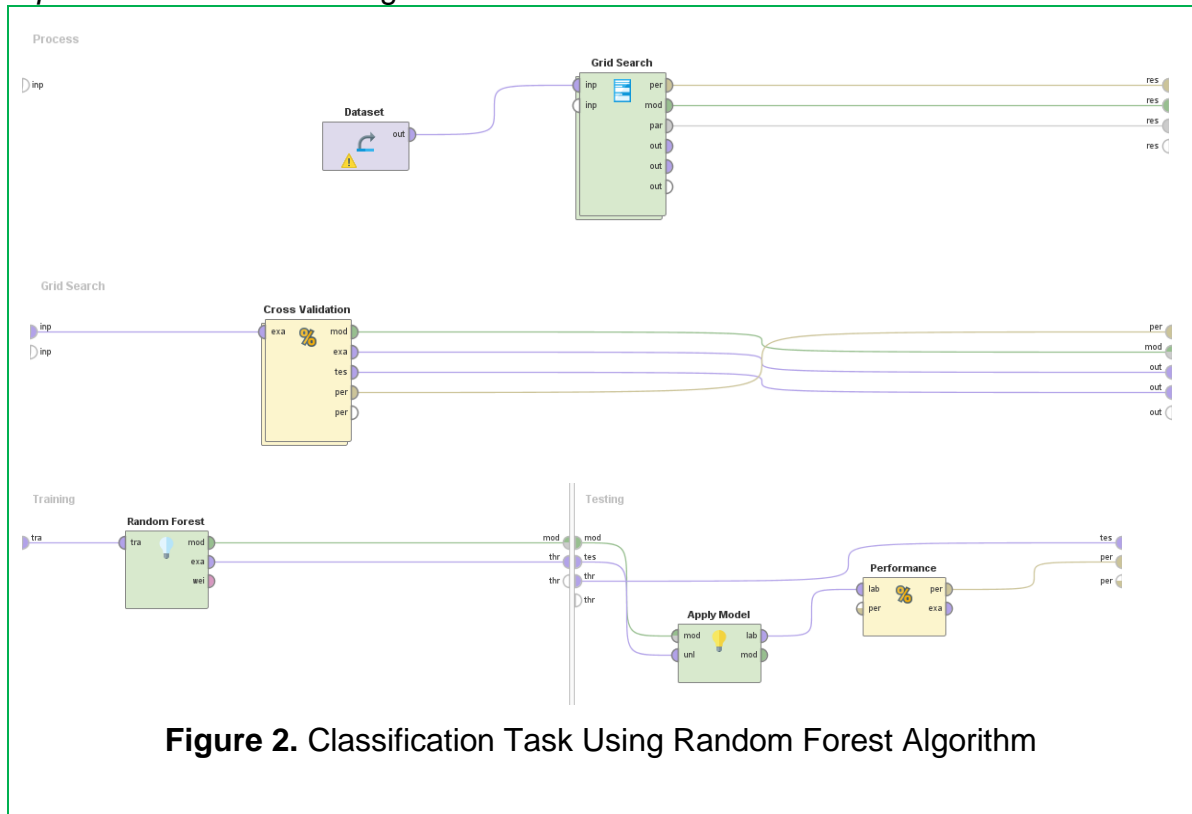 Process
inp
Dataset
out
Grid Search
inp per
inp mod
par
out
out
out
res
res
res
res
Grid Search
inp
inp
Cross Validation
exa % mod
exa
tes
per
per
per
mod
out
out
out
Training
tra
Random Forest
tra mod
exa
wei
mod
thr
thr
Testing
mod
tes
thr
thr
Apply Model
mod lab
unl mod
Performance
lab % per
per exa
tes
per
per
Figure 2. Classification Task Using Random Forest Algorithm